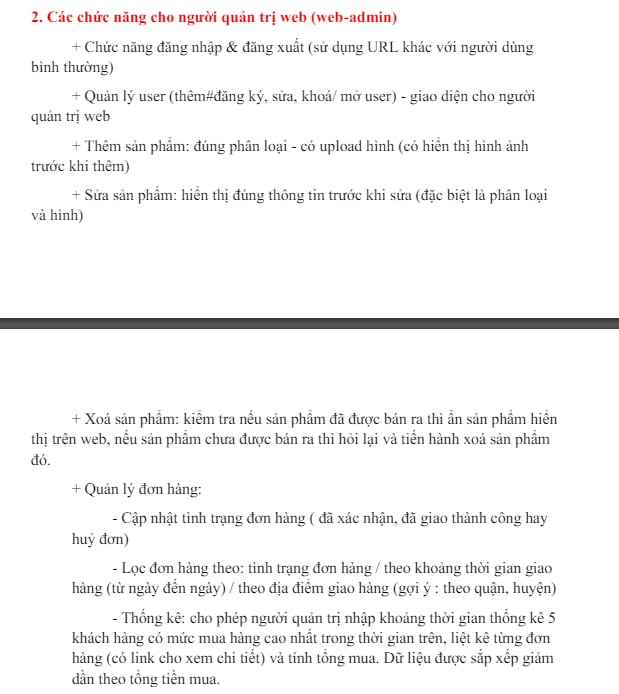 2. Các chức năng cho người quản trị web (web-admin)
+ Chức năng đăng nhập & đăng xuất (sử dụng URL khác với người dùng
bình thường)
+ Quản lý user (thêm#đăng ký, sửa, khoá/ mở user) - giao diện cho người
quản trị web
+ Thêm sản phẩm: đúng phân loại - có upload hình (có hiển thị hình ảnh
trước khi thêm)
+ Sửa sản phẩm: hiển thị đúng thông tin trước khi sửa (đặc biệt là phân loại
và hình)
+ Xoá sản phẩm: kiểm tra nếu sản phẩm đã được bán ra thì ẩn sản phẩm hiển
thị trên web, nếu sản phẩm chưa được bán ra thì hỏi lại và tiến hành xoá sản phẩm
đó.
+ Quản lý đơn hàng:
- Cập nhật tình trạng đơn hàng ( đã xác nhận, đã giao thành công hay
huỷ đơn)
- Lọc đơn hàng theo: tình trạng đơn hàng / theo khoảng thời gian giao
hàng (từ ngày đến ngày) / theo địa điểm giao hàng (gợi ý : theo quận, huyện)
- Thống kê: cho phép người quản trị nhập khoảng thời gian thống kê 5
khách hàng có mức mua hàng cao nhất trong thời gian trên, liệt kê từng đơn
hàng (có link cho xem chi tiết) và tính tổng mua. Dữ liệu được sắp xếp giảm
dần theo tổng tiền mua.